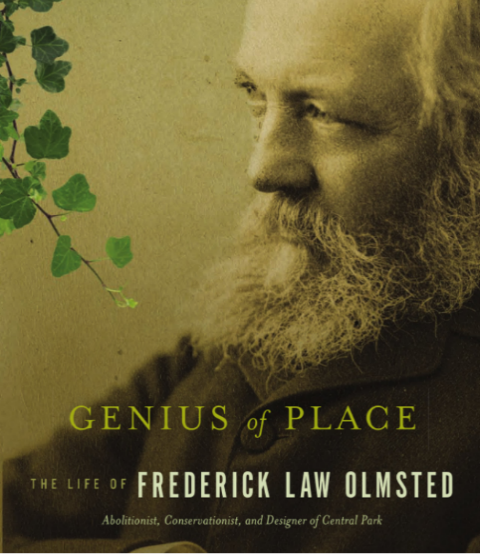 GENIUS of PLACE
THE LIFE OF FREDERICK LAW OLMSTED
Abolitionist, Conservationist, and Designer of Central Park